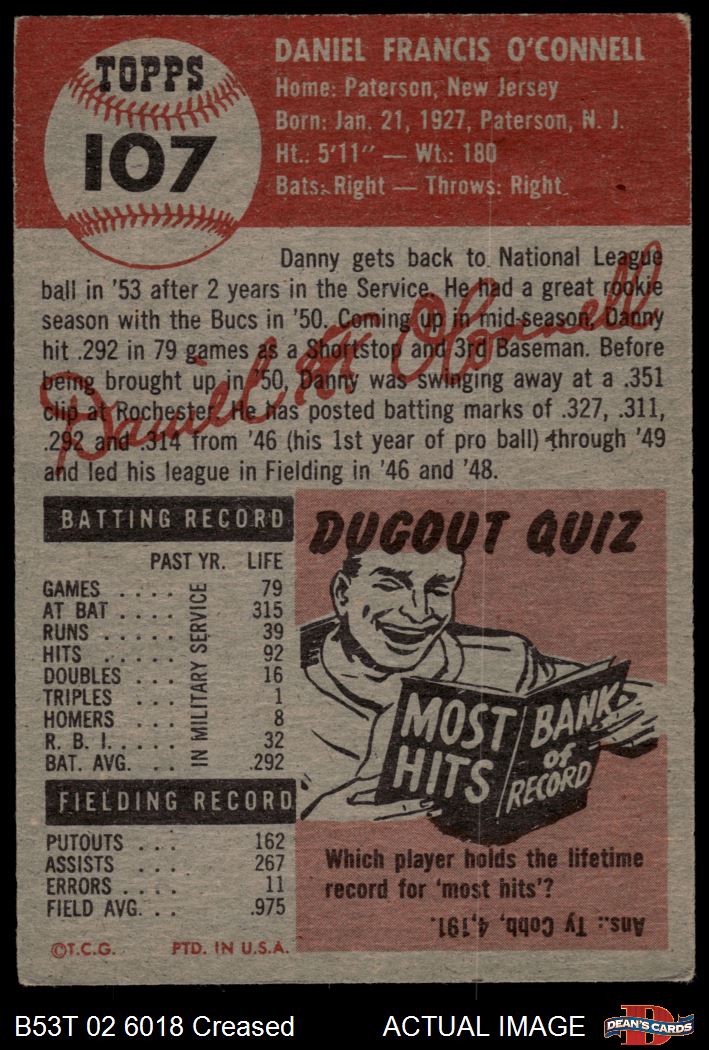 TOPPS
107
DANIEL FRANCIS O'CONNELL
Home: Paterson, New Jersey
Born: Jan. 21, 1927, Paterson, N. J.
Ht.: 5'11" — Wt.: 180
Bats: Right — Throws: Right
Danny gets back to National League
ball in '53 after 2 years in the Service. He had a great rookie
season with the Bucs in '50. Coming up in mid-season, Danny
hit .292 in 79 games as a Shortstop and 3rd Baseman. Before
being brought up in '50, Danny was swinging away at a .351
clip at Rochester. He has posted batting marks of .327, .311,
.292 and .314 from '46 (his 1st year of pro ball) through '49
and led his league in Fielding in '46 and '48.
Daniel F. O'Connell
BATTING RECORD
PAST YR. LIFE
GAMES . . . . 79
AT BAT . . . . 315
RUNS . . . . . 39
HITS . . . . . 92
DOUBLES . . . 16
TRIPLES . . . 1
HOMERS . . . 8
R. B. I. . . . . 32
BAT. AVG. . . . .292
IN MILITARY SERVICE
FIELDING RECORD
PUTOUTS . . . 162
ASSISTS . . . . 267
ERRORS . . . . 11
FIELD AVG. . . .975
©T.C.G. PTD. IN U.S.A.
DUGOUT QUIZ
MOST
HITS
BANK
of
RECORD
Which player holds the lifetime
record for 'most hits'?
Ans.: Ty Cobb, 4,191.
B53T 02 6018 Creased
ACTUAL IMAGE
D
DEAN'S CARDS